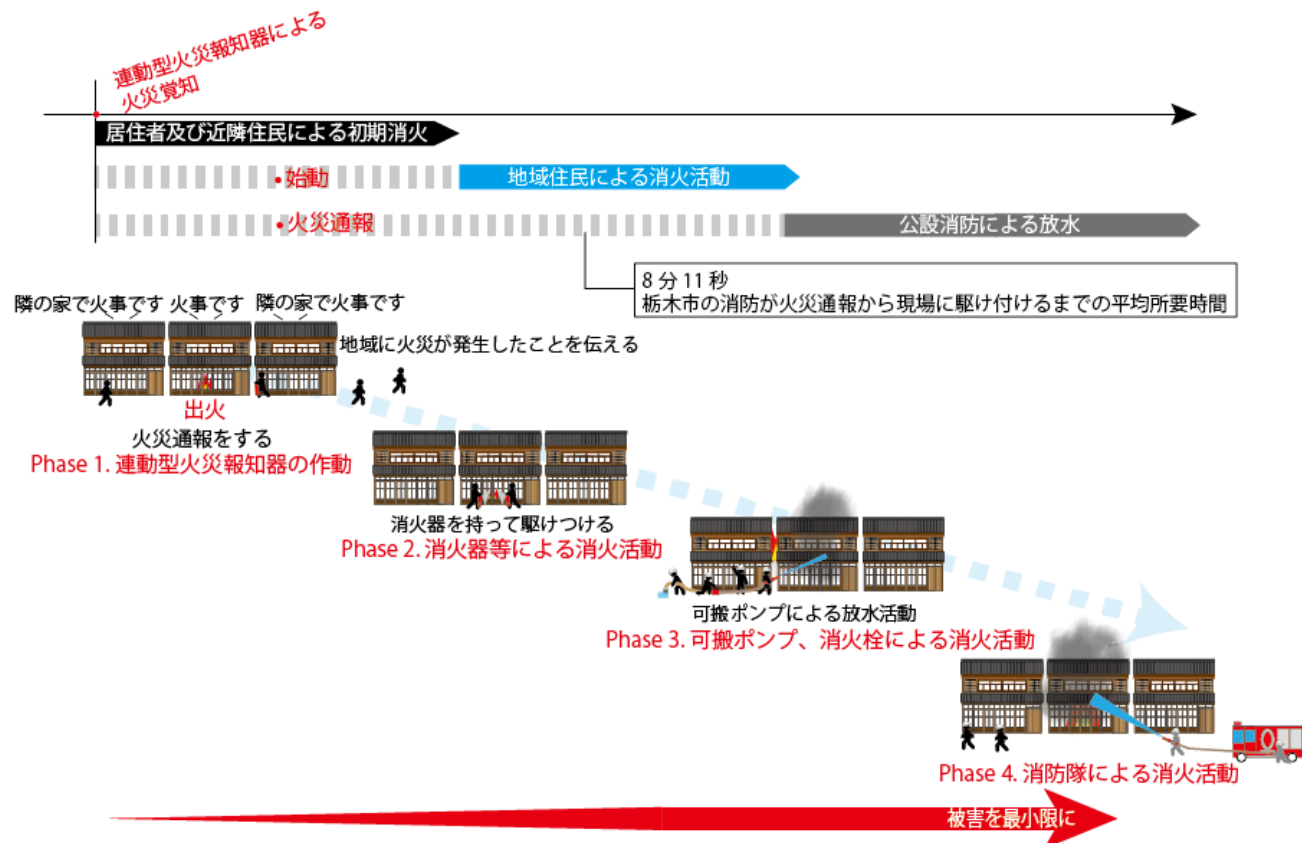 連動型火災報知器による
火災覚知
居住者及び近隣住民による初期消火
・始動
地域住民による消火活動
・火災通報
公設消防による放水
8 分 11 秒
栃木市の消防が火災通報から現場に駆け付けるまでの平均所要時間
隣の家で火事です
火事です
隣の家で火事です
地域に火災が発生したことを伝える
出火
火災通報をする
Phase 1. 連動型火災報知器の作動
消火器を持って駆けつける
Phase 2. 消火器等による消火活動
可搬ポンプによる放水活動
Phase 3. 可搬ポンプ、消火栓による消火活動
Phase 4. 消防隊による消火活動
被害を最小限に